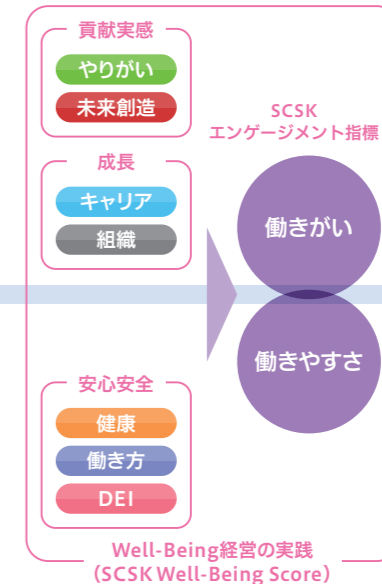 貢献実感
やりがい
未来創造
成長
キャリア
組織
安心安全
健康
働き方
DEI
SCSK
エンゲージメント指標
働きがい
働きやすさ
Well-Being経営の実践
(SCSK Well-Being Score)